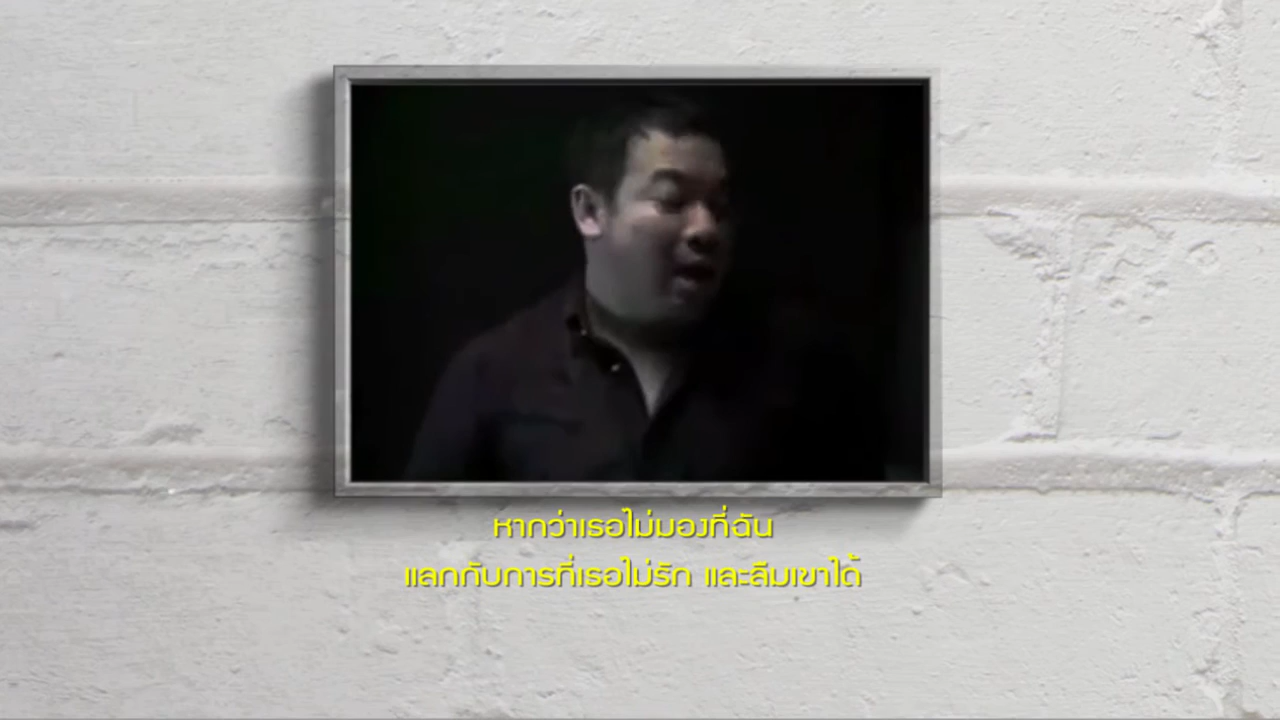 หากว่าเธอไม่มองที่ฉัน
แลกกับการที่เธอไม่รัก และลืมเขาได้